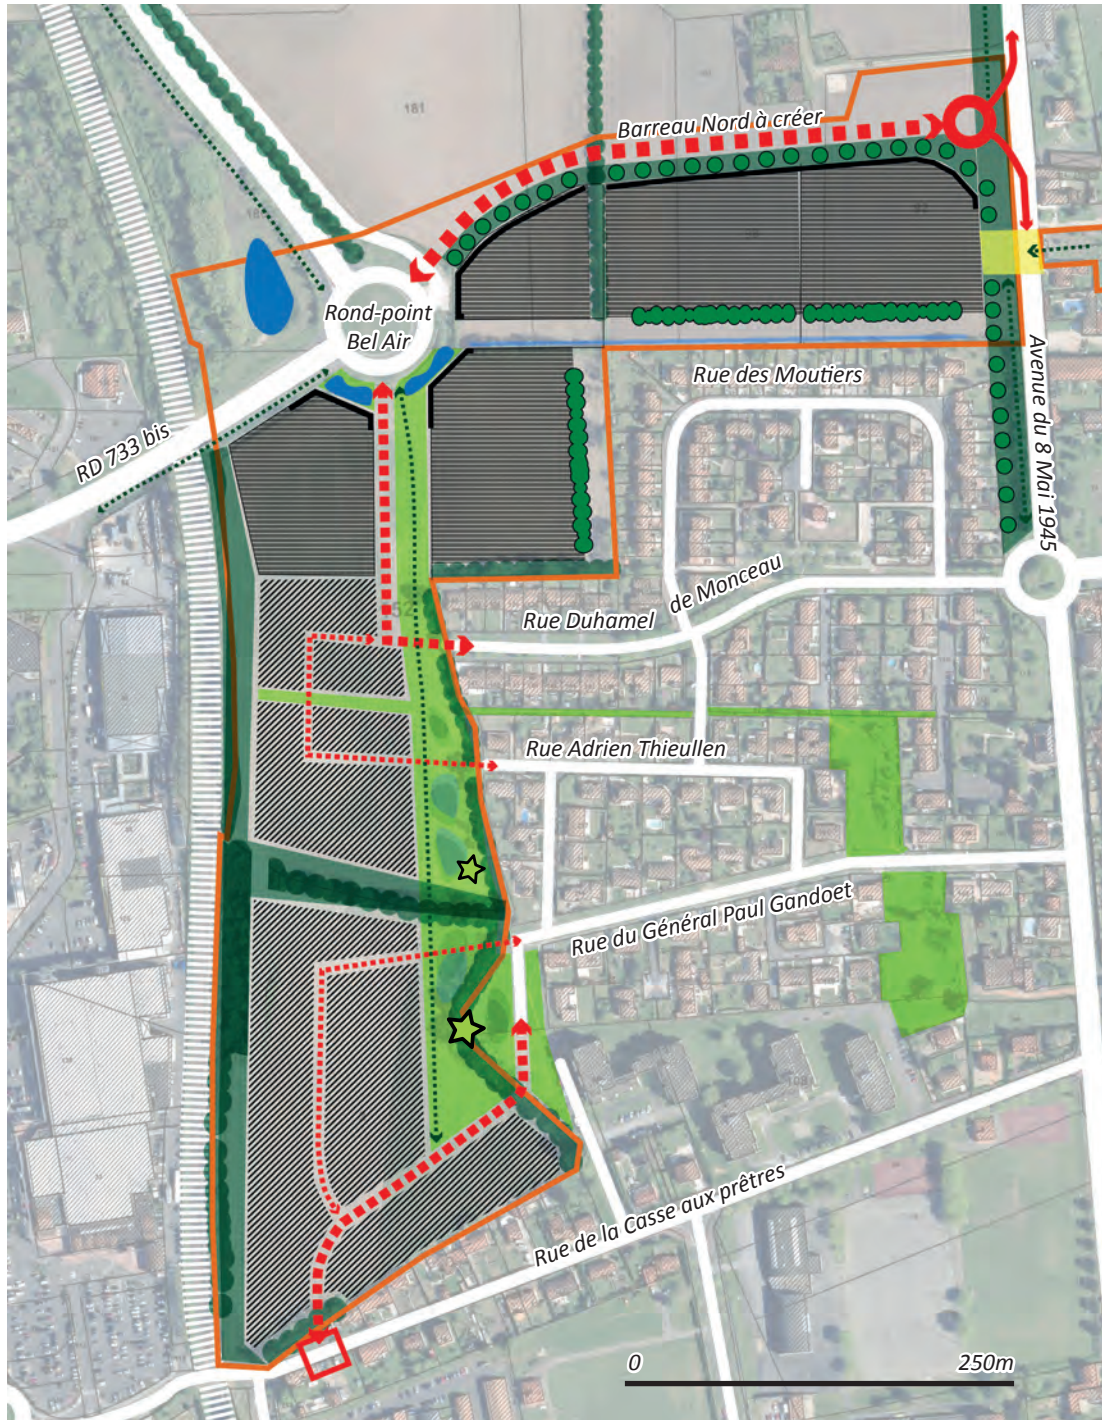 181
Barreau Nord à créer
Rond-point
Bel Air
Rue des Moutiers
Avenue du 8 Mai 1945
RD 733 bis
Rue Duhamel de Monceau
Rue Adrien Thieullen
Rue du Général Paul Gandoet
Rue de la Casse aux prêtres
0 250m